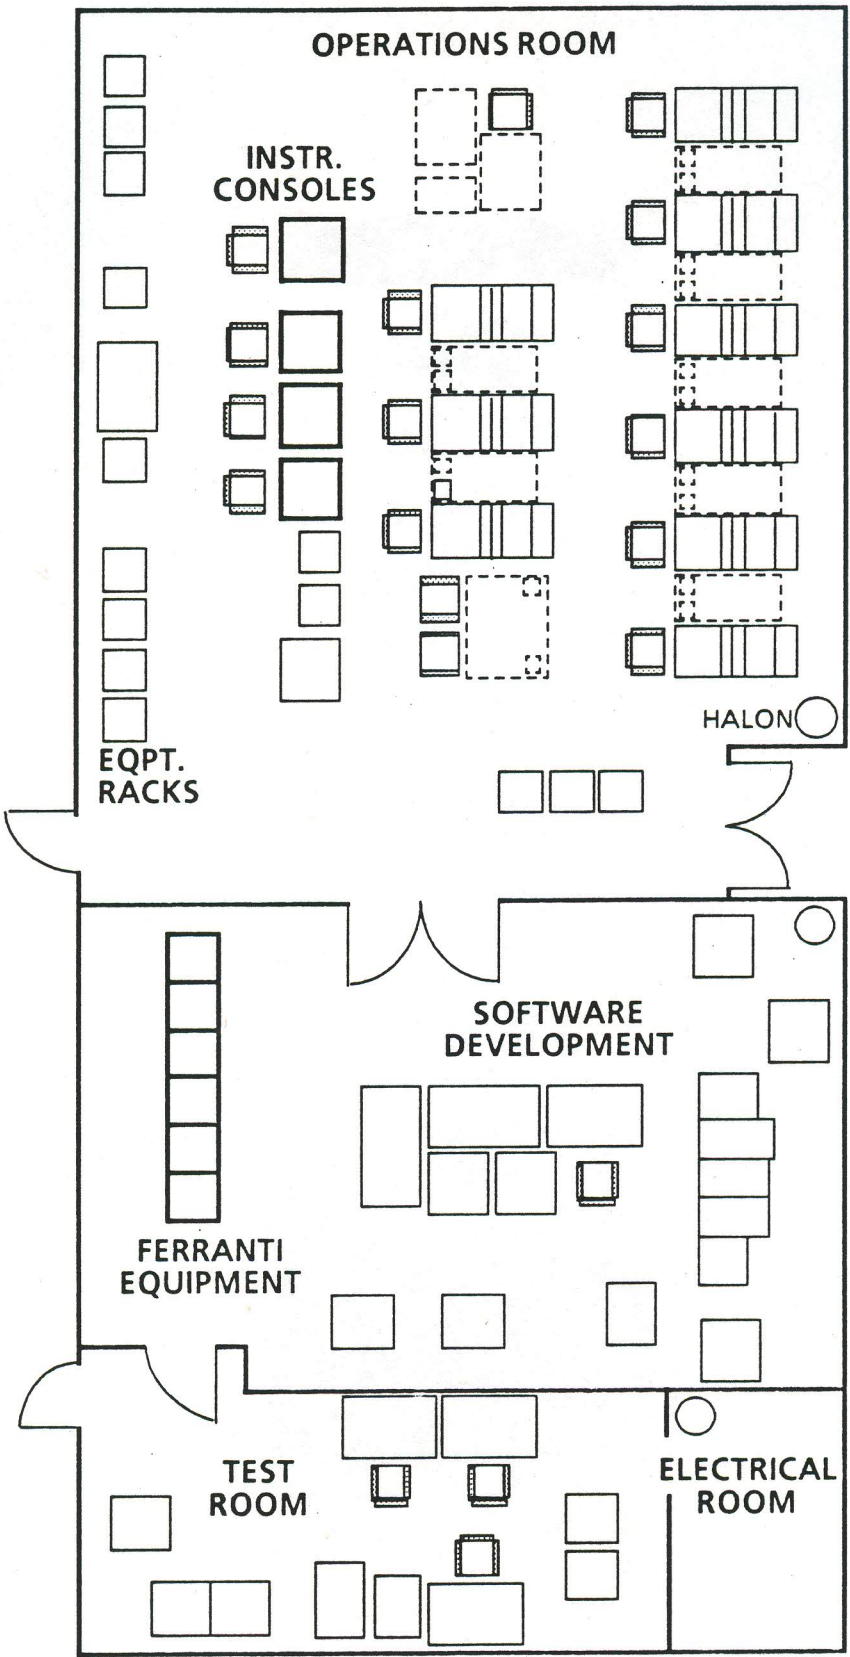 OPERATIONS ROOM
INSTR.
CONSOLES
HALON
EQPT.
RACKS
SOFTWARE
DEVELOPMENT
FERRANTI
EQUIPMENT
TEST
ROOM
ELECTRICAL
ROOM